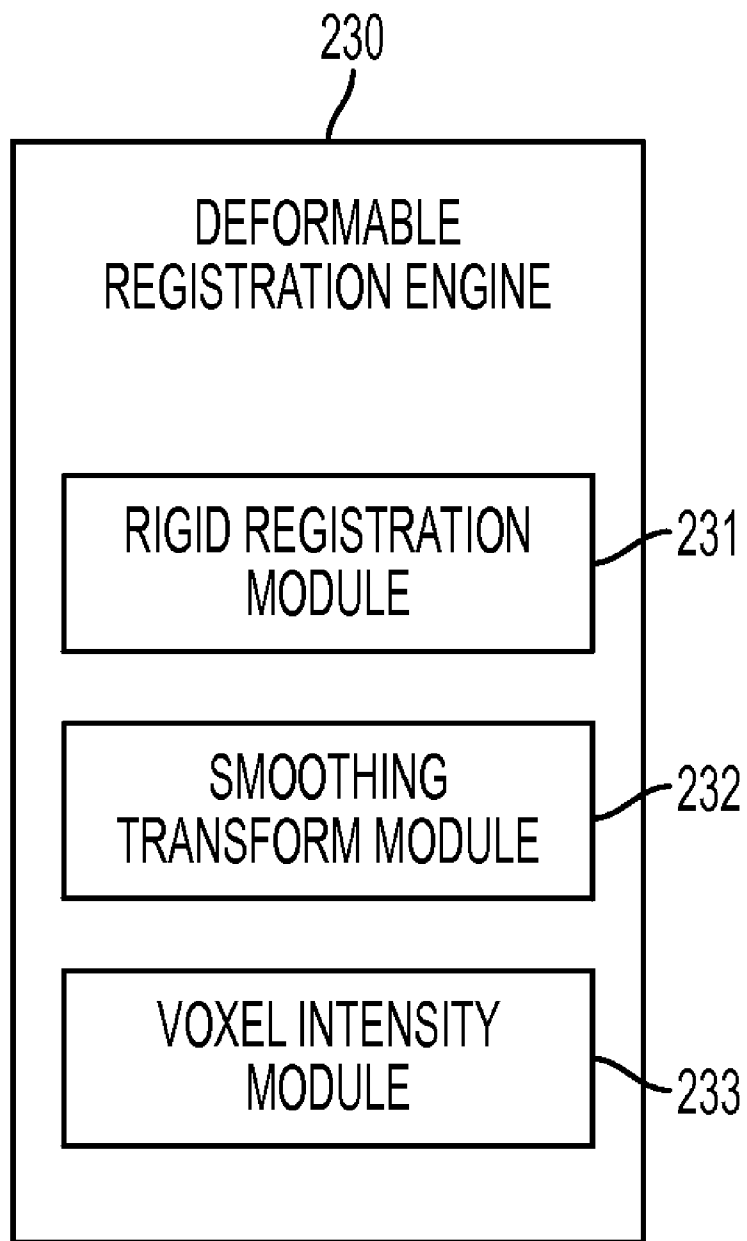 230
DEFORMABLE
REGISTRATION ENGINE
RIGID REGISTRATION
MODULE
231
SMOOTHING
TRANSFORM MODULE
232
VOXEL INTENSITY
MODULE
233